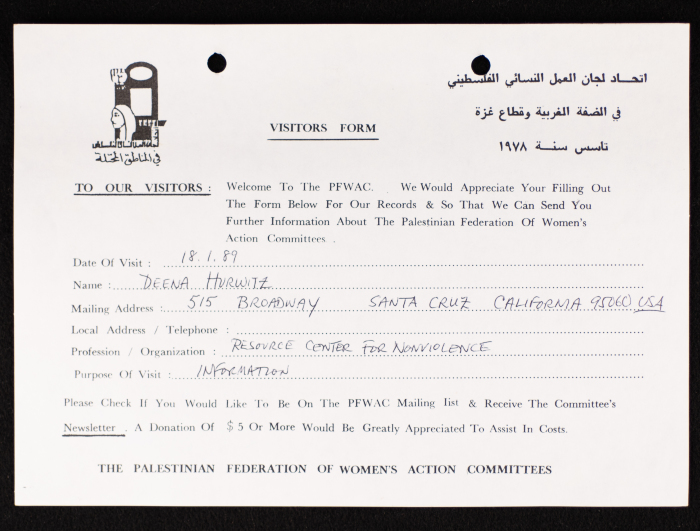 اتحـــاد لجان العمل النسائي الفلسطيني
في الضفة الغربية وقطاع غزة
تاسس سنـــة ١٩٧٨
في المناطق المحتلة
VISITORS FORM
TO OUR VISITORS : Welcome To The PFWAC. We Would Appreciate Your Filling Out
The Form Below For Our Records & So That We Can Send You
Further Information About The Palestinian Federation Of Women's
Action Committees .
Date Of Visit : 18.1.89
Name : DEENA HURWITZ
Mailing Address : 515 BROADWAY SANTA CRUZ CALIFORNIA 95060 USA
Local Address / Telephone :
Profession / Organization : RESOURCE CENTER FOR NONVIOLENCE
Purpose Of Visit : INFORMATION
Please Check If You Would Like To Be On The PFWAC Mailing list & Receive The Committee's
Newsletter . A Donation Of $ 5 Or More Would Be Greatly Appreciated To Assist In Costs.
THE PALESTINIAN FEDERATION OF WOMEN'S ACTION COMMITTEES